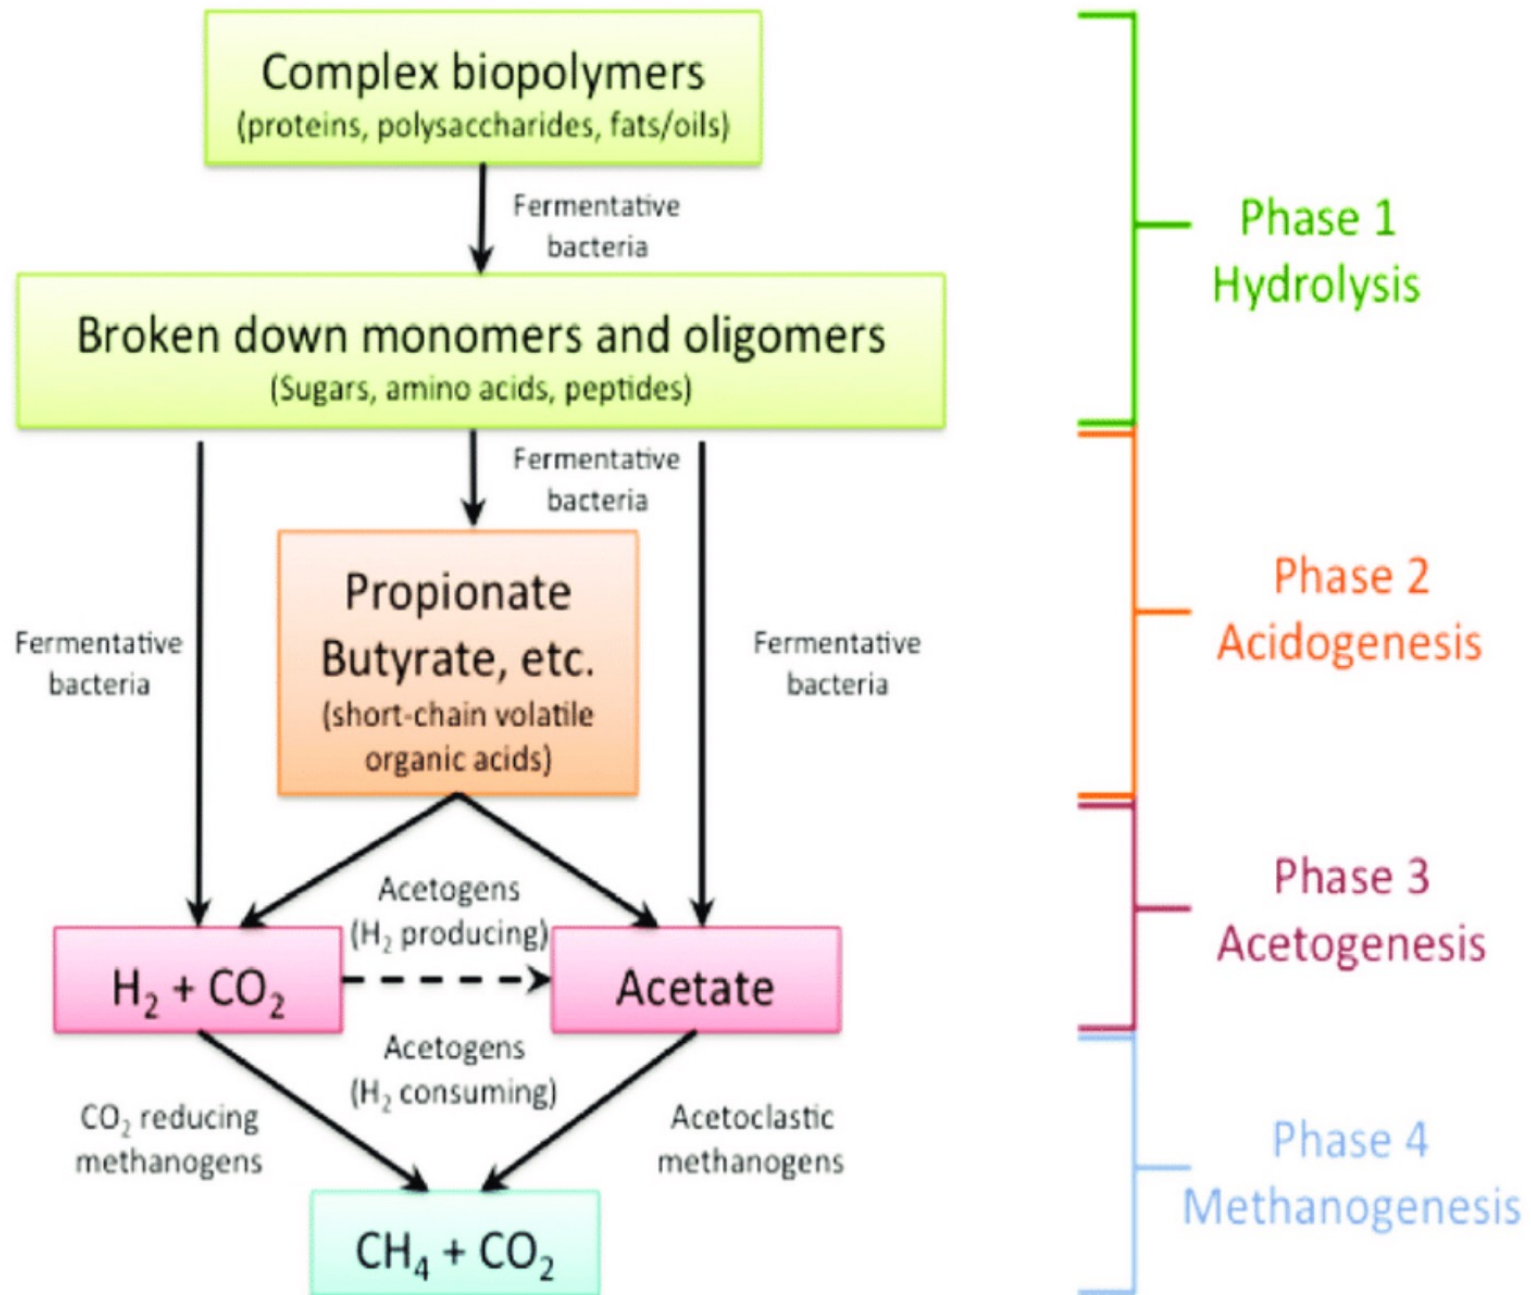 Complex biopolymers
(proteins, polysaccharides, fats/oils)
Fermentative
bacteria
Phase 1
Hydrolysis
Broken down monomers and oligomers
(Sugars, amino acids, peptides)
Fermentative
bacteria
Propionate
Butyrate, etc.
(short-chain volatile
organic acids)
Fermentative
bacteria
Fermentative
bacteria
Phase 2
Acidogenesis
Acetogens
(H₂ producing)
H₂ + CO₂
Acetate
Phase 3
Acetogenesis
Acetogens
(H₂ consuming)
CO₂ reducing
methanogens
Acetoclastic
methanogens
Phase 4
Methanogenesis
CH₄ + CO₂